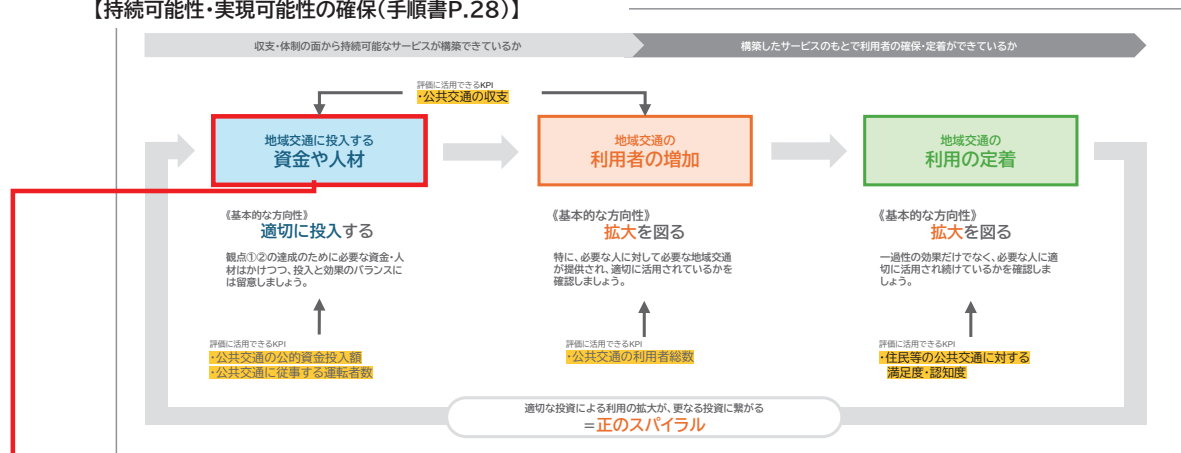 【持続可能性・実現可能性の確保(手順書P.28)】
収支・体制の面から持続可能なサービスが構築できているか
構築したサービスのもとで利用者の確保・定着ができているか
評価に活用できるKPI
・公共交通の収支
地域交通に投入する
資金や人材
地域交通の
利用者の増加
地域交通の
利用の定着
《基本的な方向性》
適切に投入する
観点①②の達成のために必要な資金・人
材はかけつつ、投入と効果のバランスに
は留意しましょう。
《基本的な方向性》
拡大を図る
特に、必要な人に対して必要な地域交通
が提供され、適切に活用されているかを
確認しましょう。
《基本的な方向性》
拡大を図る
一過性の効果だけでなく、必要な人に適
切に活用され続けているかを確認しま
しょう。
評価に活用できるKPI
・公共交通の公的資金投入額
・公共交通に従事する運転者数
評価に活用できるKPI
・公共交通の利用者総数
評価に活用できるKPI
・住民等の公共交通に対する
満足度・認知度
適切な投資による利用の拡大が、更なる投資に繋がる
＝正のスパイラル